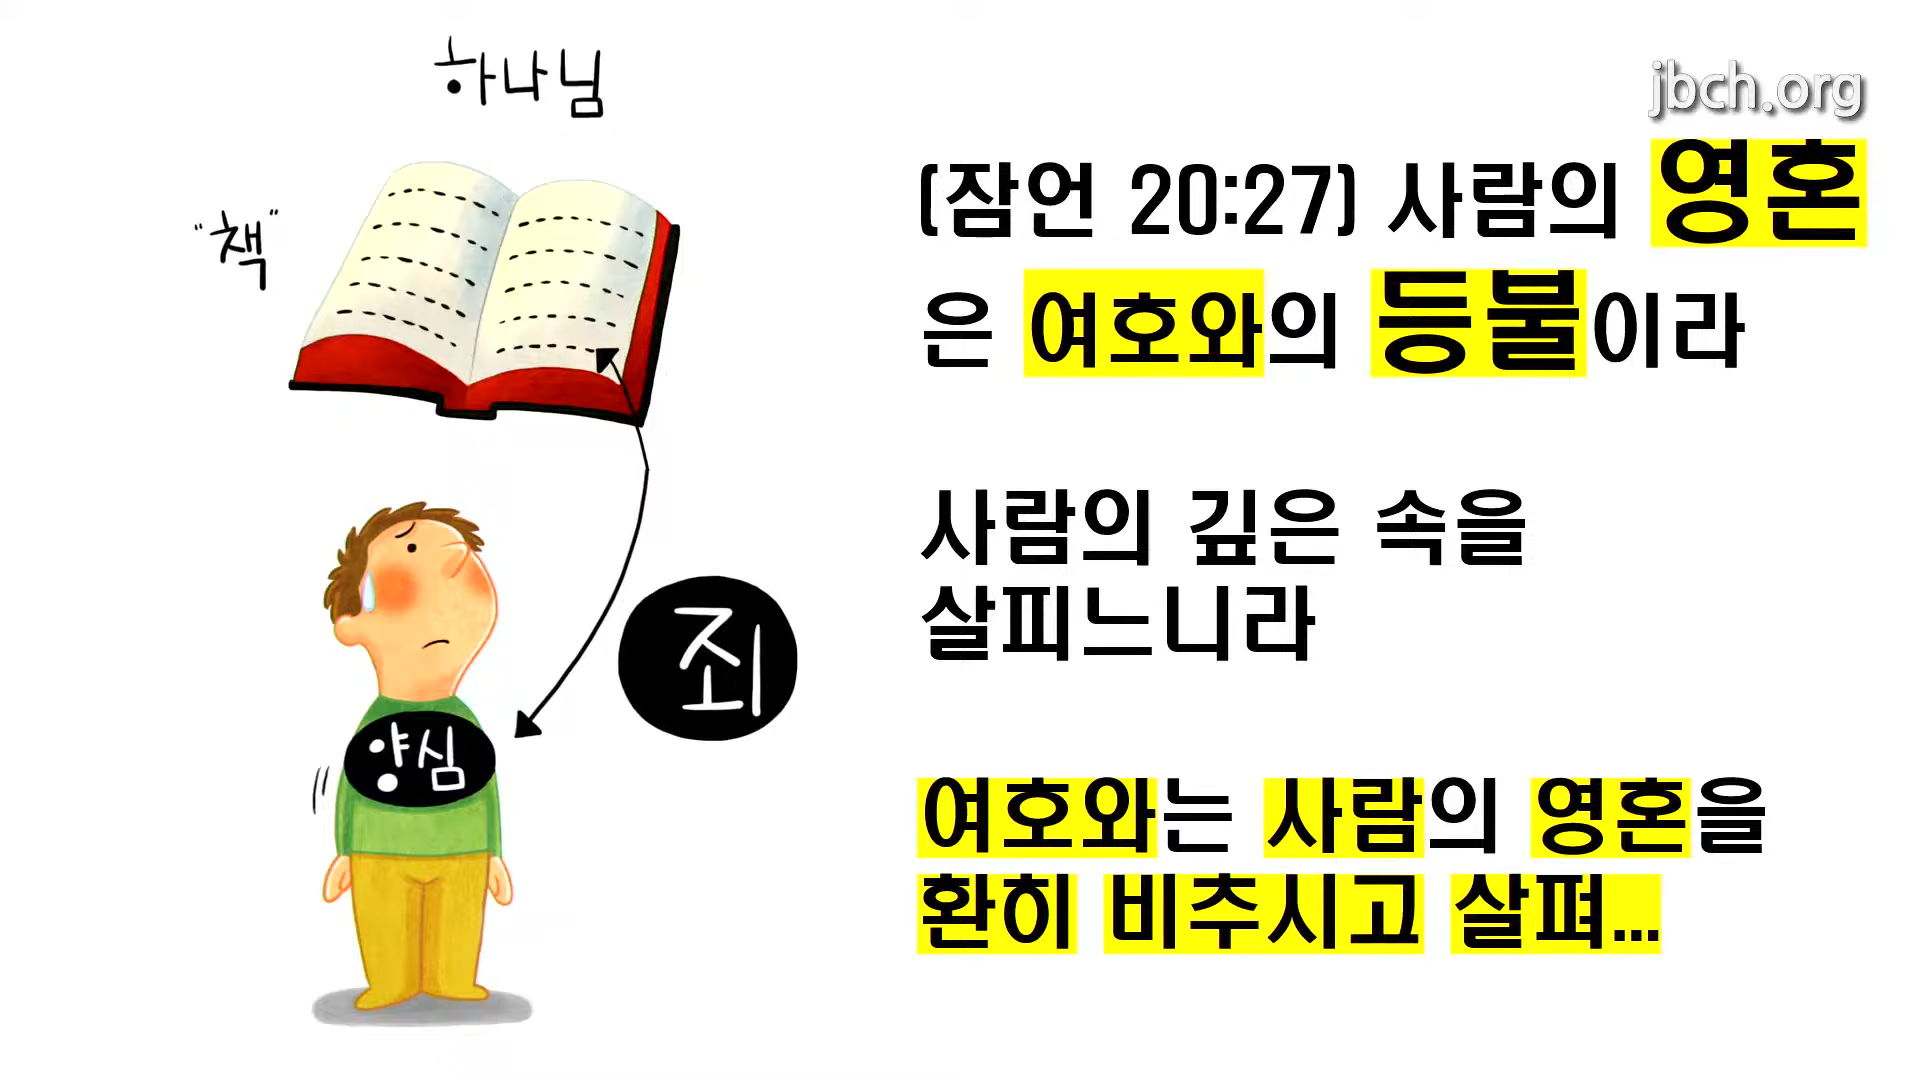 하나님
"책"
죄
양심
jbch.org
(잠언 20:27) 사람의 영혼
은 여호와의 등불이라
사람의 깊은 속을
살피느니라
여호와는 사람의 영혼을
환히 비추시고 살펴...